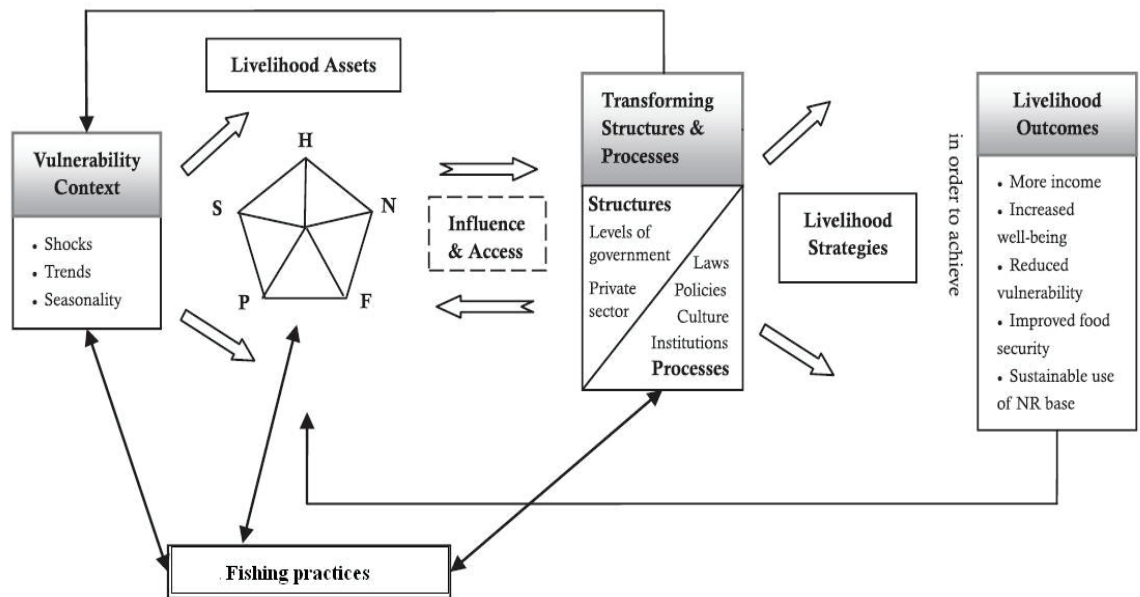 Livelihood Assets
Vulnerability
Context
• Shocks
• Trends
• Seasonality
H
S
N
P
F
Influence
& Access
Transforming
Structures &
Processes
Structures
Levels of
government
Private
sector
Laws
Policies
Culture
Institutions
Processes
Livelihood
Strategies
in order to achieve
Livelihood
Outcomes
• More income
• Increased
well-being
• Reduced
vulnerability
• Improved food
security
• Sustainable use
of NR base
Fishing practices